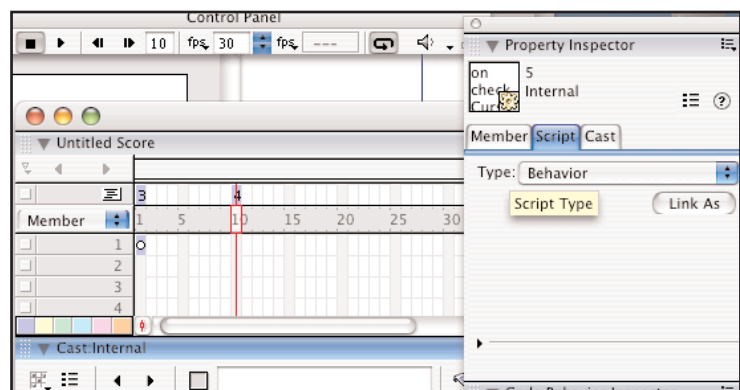 Control Panel
10 fps 30 fps ---
Property Inspector
on
check
Curs
5
Internal
Member Script Cast
Type: Behavior
Script Type
Link As
Untitled Score
3 4
Member 1 5 10 15 20 25 30
1
2
3
4
Cast:Internal